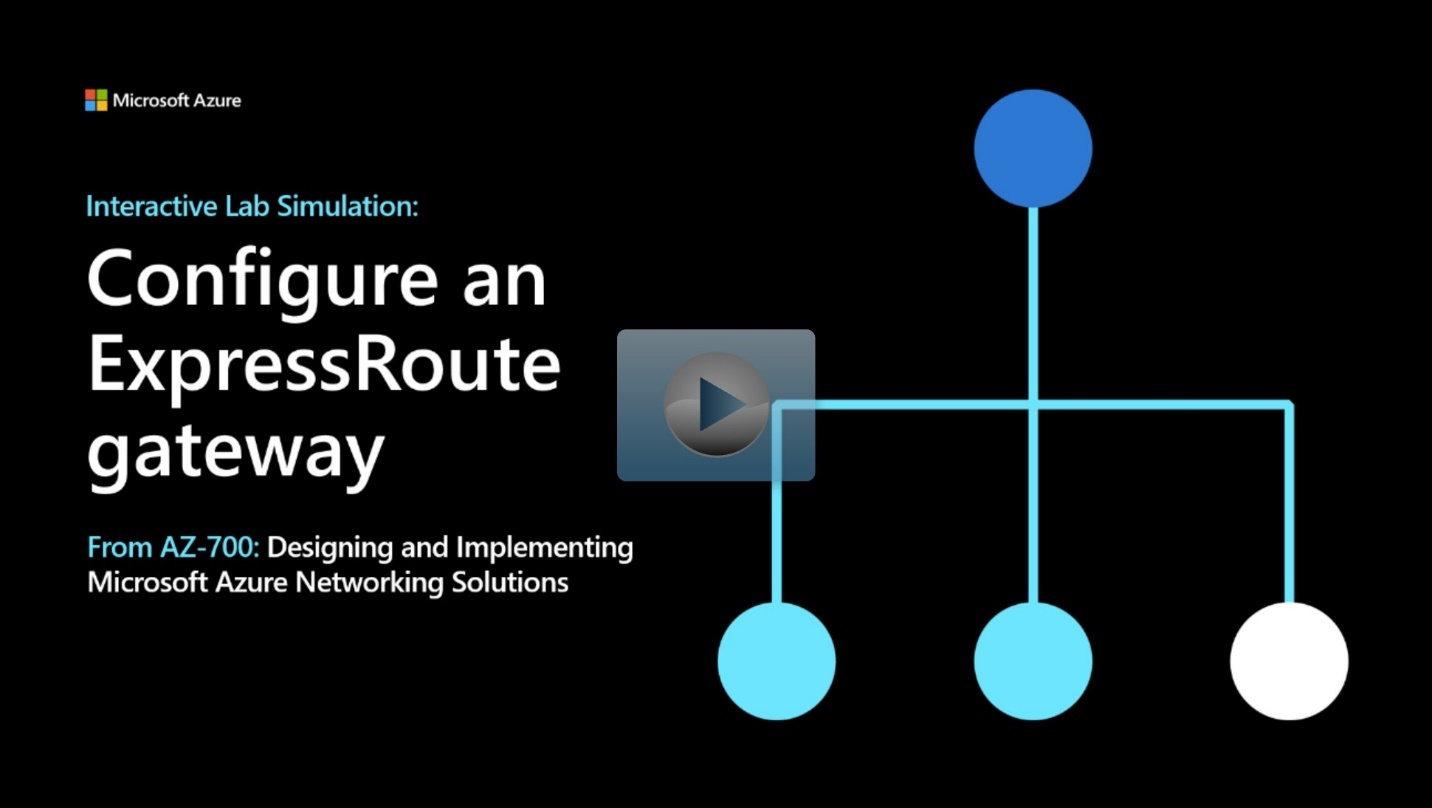 Microsoft Azure
Interactive Lab Simulation:
Configure an
ExpressRoute
gateway
From AZ-700: Designing and Implementing
Microsoft Azure Networking Solutions